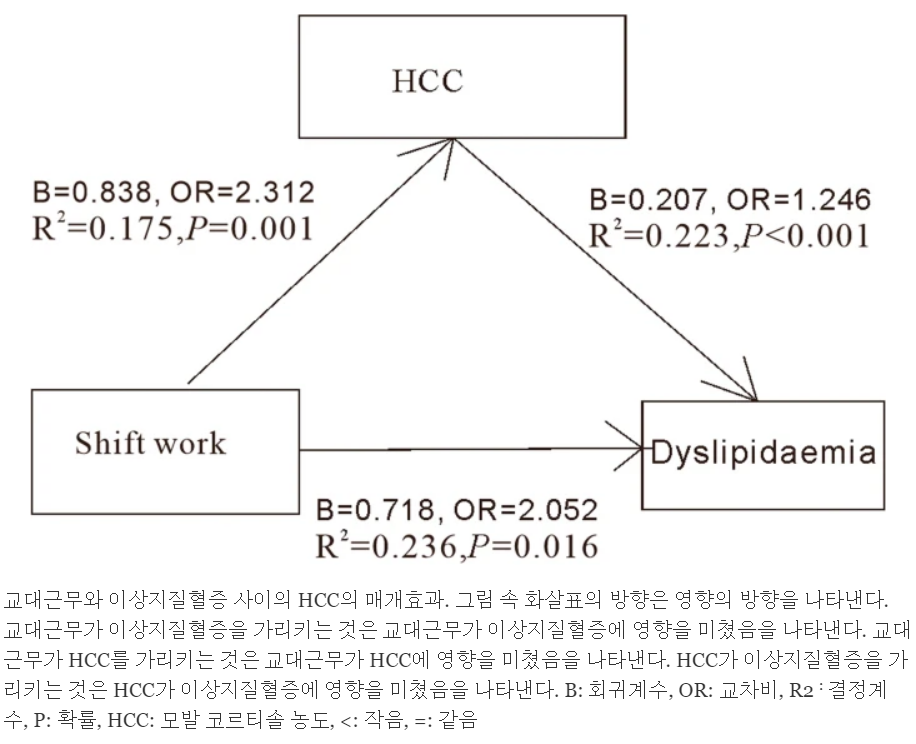 HCC
B=0.838, OR=2.312
R²=0.175,P=0.001
B=0.207, OR=1.246
R²=0.223,P<0.001
Shift work
Dyslipidaemia
B=0.718, OR=2.052
R²=0.236,P=0.016
교대근무와 이상지질혈증 사이의 HCC의 매개효과. 그림 속 화살표의 방향은 영향의 방향을 나타낸다.
교대근무가 이상지질혈증을 가리키는 것은 교대근무가 이상지질혈증에 영향을 미쳤음을 나타낸다. 교대
근무가 HCC를 가리키는 것은 교대근무가 HCC에 영향을 미쳤음을 나타낸다. HCC가 이상지질혈증을 가
리키는 것은 HCC가 이상지질혈증에 영향을 미쳤음을 나타낸다. B: 회귀계수, OR: 교차비, R2 : 결정계
수, P: 확률, HCC: 모발 코르티솔 농도, <: 작음, =: 같음